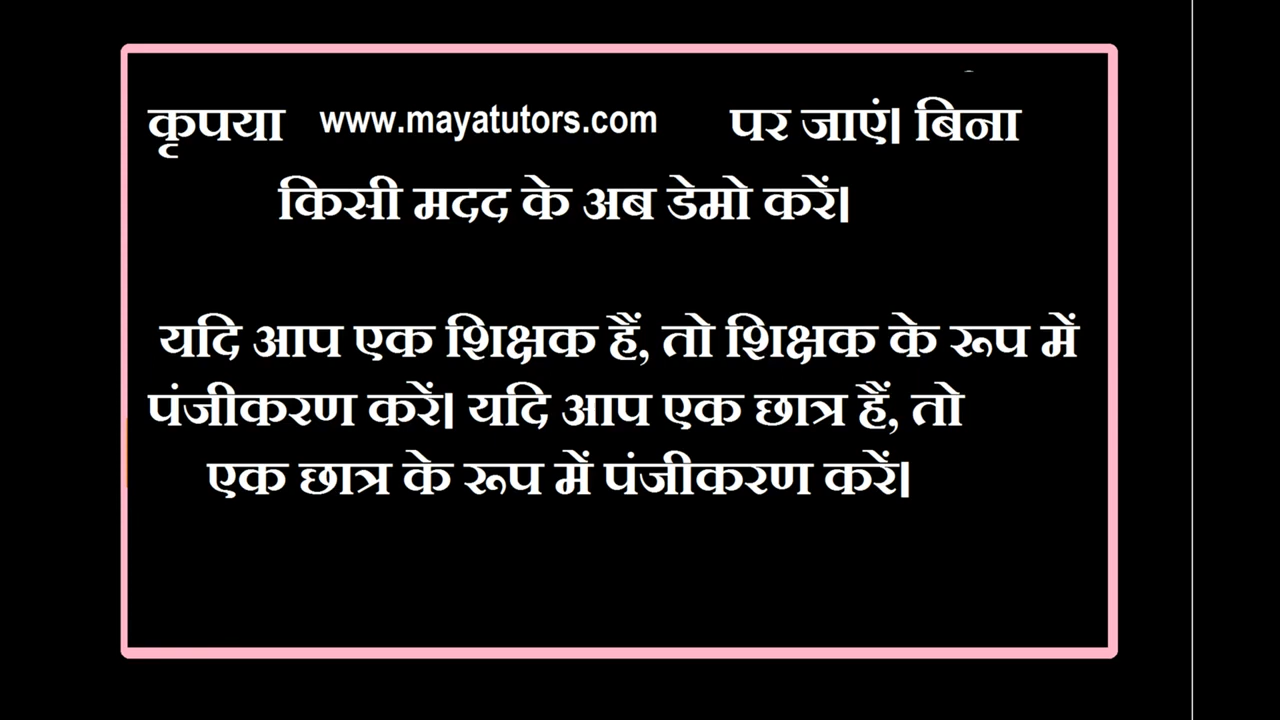 कृपया www.mayatutors.com पर जाएं। बिना
किसी मदद के अब डेमो करें।
यदि आप एक शिक्षक हैं, तो शिक्षक के रूप में
पंजीकरण करें। यदि आप एक छात्र हैं, तो
एक छात्र के रूप में पंजीकरण करें।